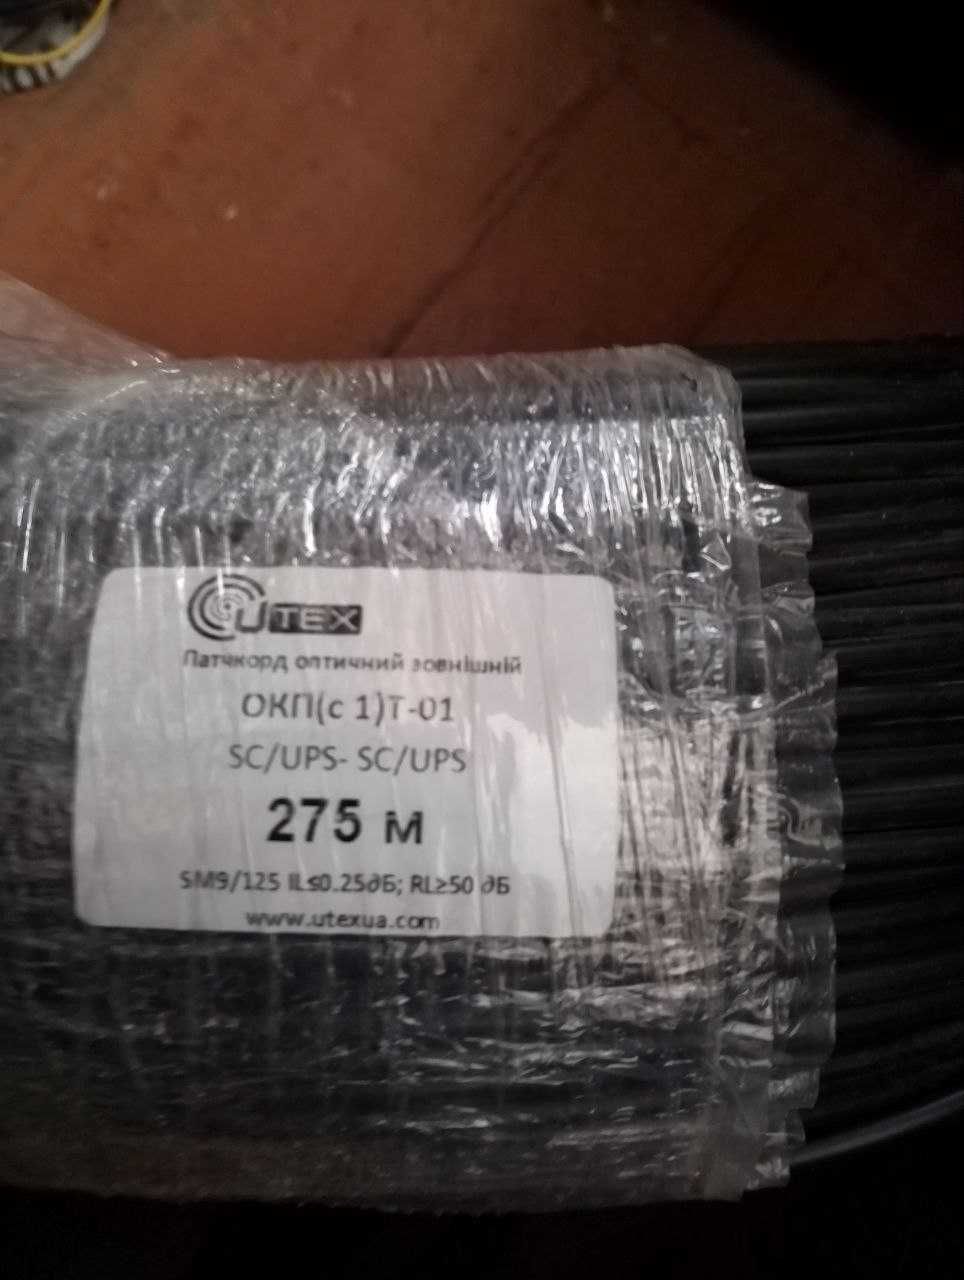 UTEX
Патчкорд оптичний зовнішній
ОКП(с 1)Т-01
SC/UPS- SC/UPS
275 м
SM9/125 IL≤0.25дБ; RL≥50 дБ
www.utexua.com